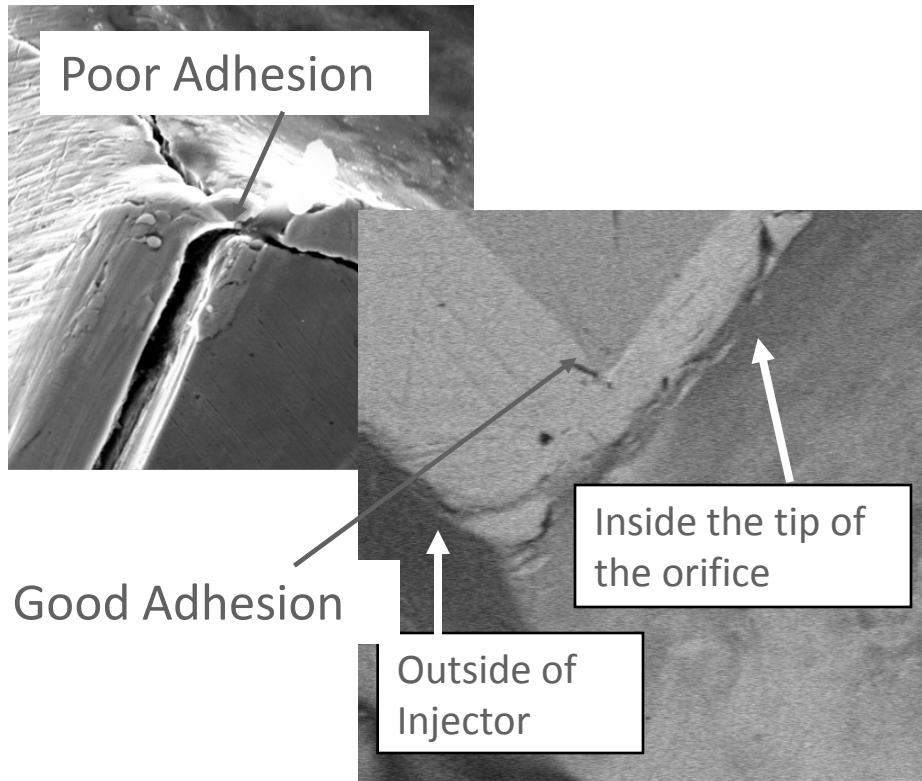 Poor Adhesion
Good Adhesion
Inside the tip of
the orifice
Outside of
Injector